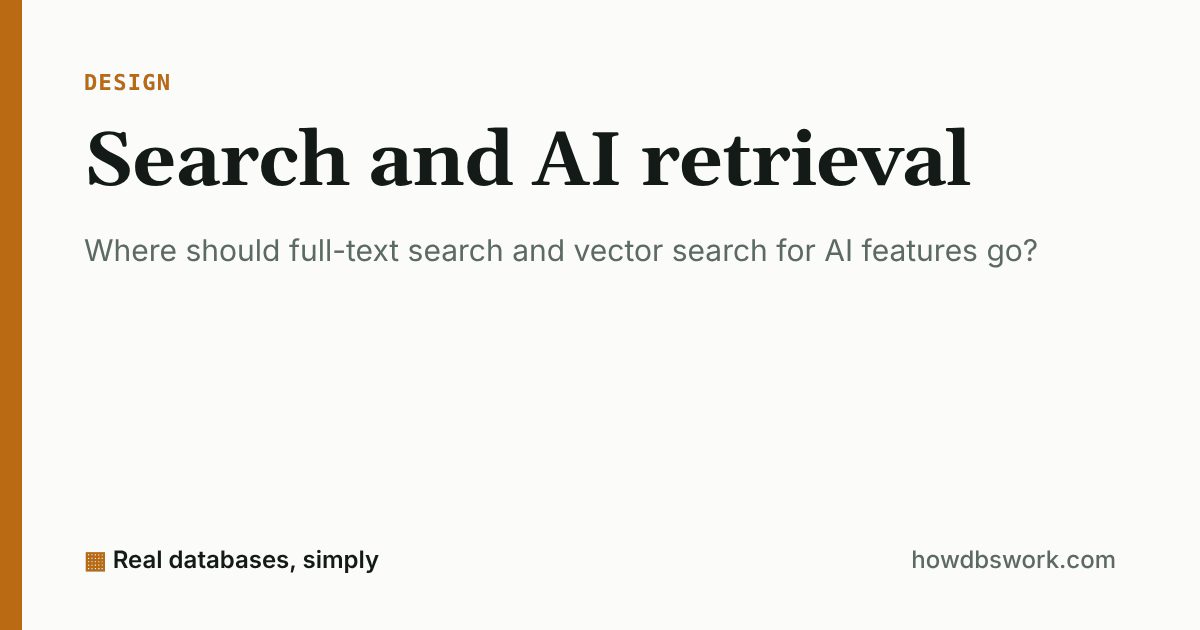 DESIGN
Search and AI retrieval
Where should full-text search and vector search for AI features go?
Real databases, simply
howdbswork.com